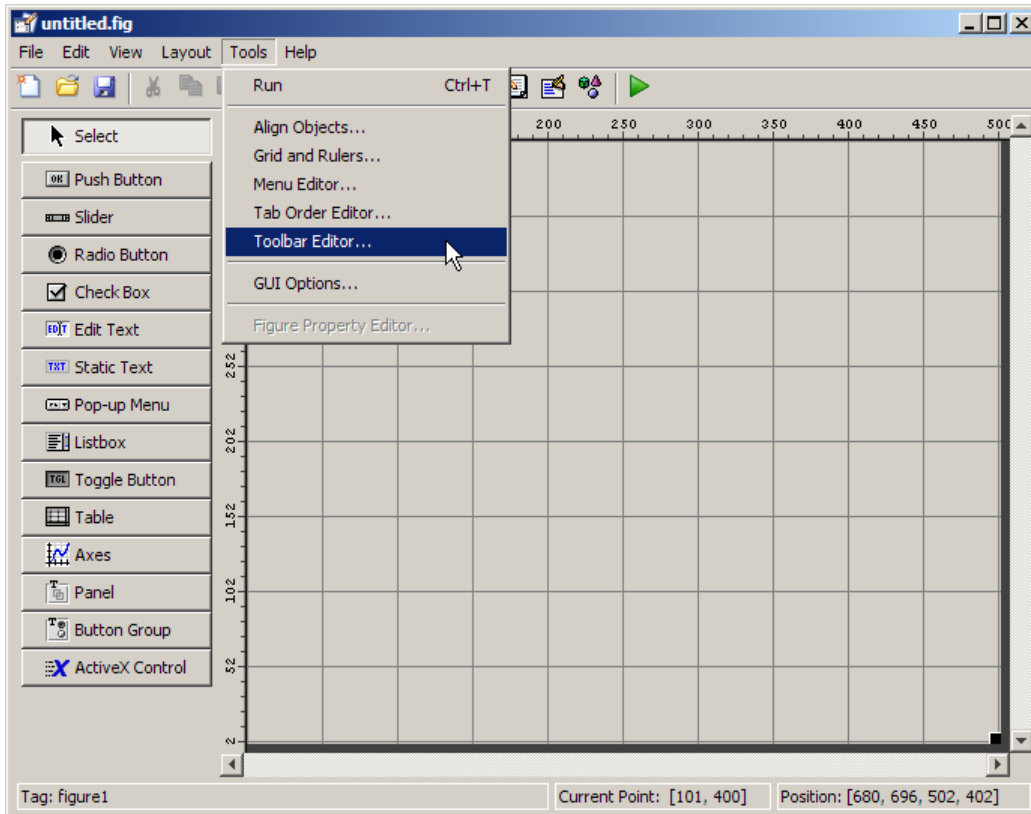 untitled.fig
File Edit View Layout Tools Help
Run Ctrl+T
Align Objects...
Grid and Rulers...
Menu Editor...
Tab Order Editor...
Toolbar Editor...
GUI Options...
Figure Property Editor...
Select
OK Push Button
Slider
Radio Button
Check Box
EDIT Edit Text
TXT Static Text
Pop-up Menu
Listbox
TGL Toggle Button
Table
Axes
Panel
Button Group
X ActiveX Control
200 250 300 350 400 450 500
252
202
152
102
52
2
Tag: figure1
Current Point: [101, 400]
Position: [680, 696, 502, 402]